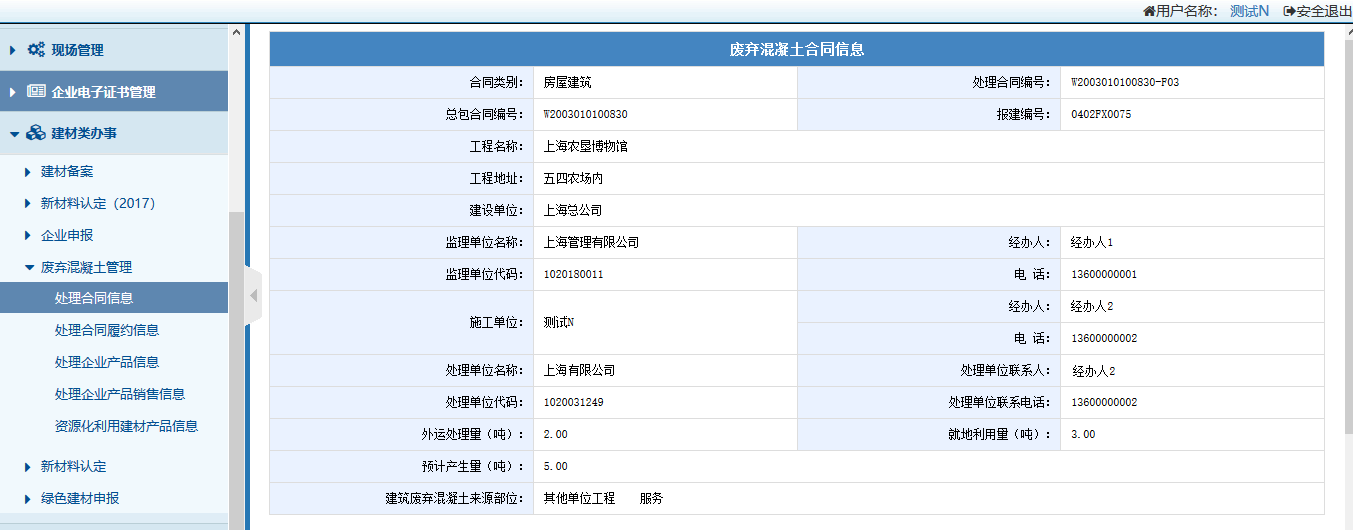 用户名称： 测试N 安全退出
现场管理
企业电子证书管理
建材类办事
建材备案
新材料认定（2017）
企业申报
废弃混凝土管理
处理合同信息
处理合同履约信息
处理企业产品信息
处理企业产品销售信息
资源化利用建材产品信息
新材料认定
绿色建材申报
废弃混凝土合同信息
合同类别： 房屋建筑 处理合同编号： W2003010100830-F03
总包合同编号： W2003010100830 报建编号： 0402PX0075
工程名称： 上海农垦博物馆
工程地址： 五四农场内
建设单位： 上海总公司
监理单位名称： 上海管理有限公司 经办人： 经办人1
监理单位代码： 1020180011 电 话： 13600000001
施工单位： 测试N 经办人： 经办人2
电 话： 13600000002
处理单位名称： 上海有限公司 处理单位联系人： 经办人2
处理单位代码： 1020031249 处理单位联系电话： 13600000002
外运处理量（吨）： 2.00 就地利用量（吨）： 3.00
预计产生量（吨）： 5.00
建筑废弃混凝土来源部位： 其他单位工程 服务